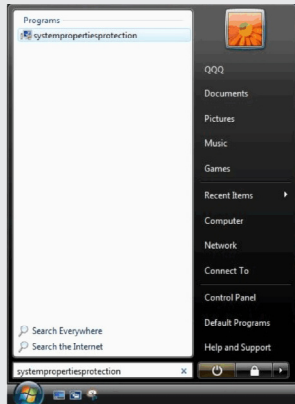 Programs
systempropertiesprotection
Search Everywhere
Search the Internet
systempropertiesprotection
QQQ
Documents
Pictures
Music
Games
Recent Items
Computer
Network
Connect To
Control Panel
Default Programs
Help and Support